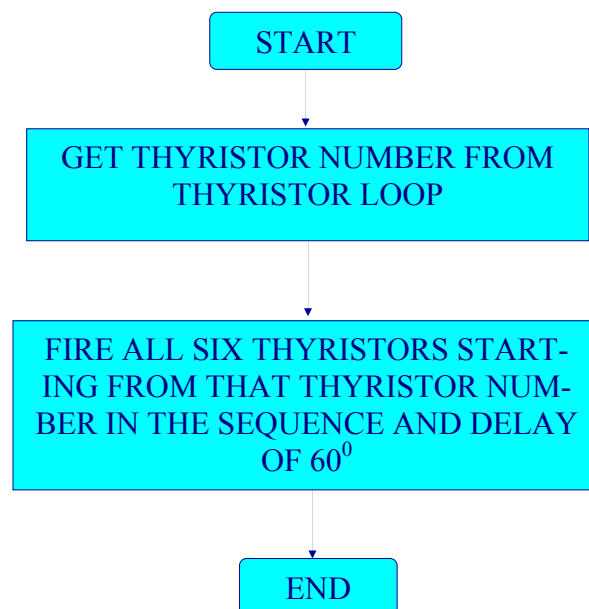 START
GET THYRISTOR NUMBER FROM
THYRISTOR LOOP
FIRE ALL SIX THYRISTORS START-
ING FROM THAT THYRISTOR NUM-
BER IN THE SEQUENCE AND DELAY
OF 60⁰
END